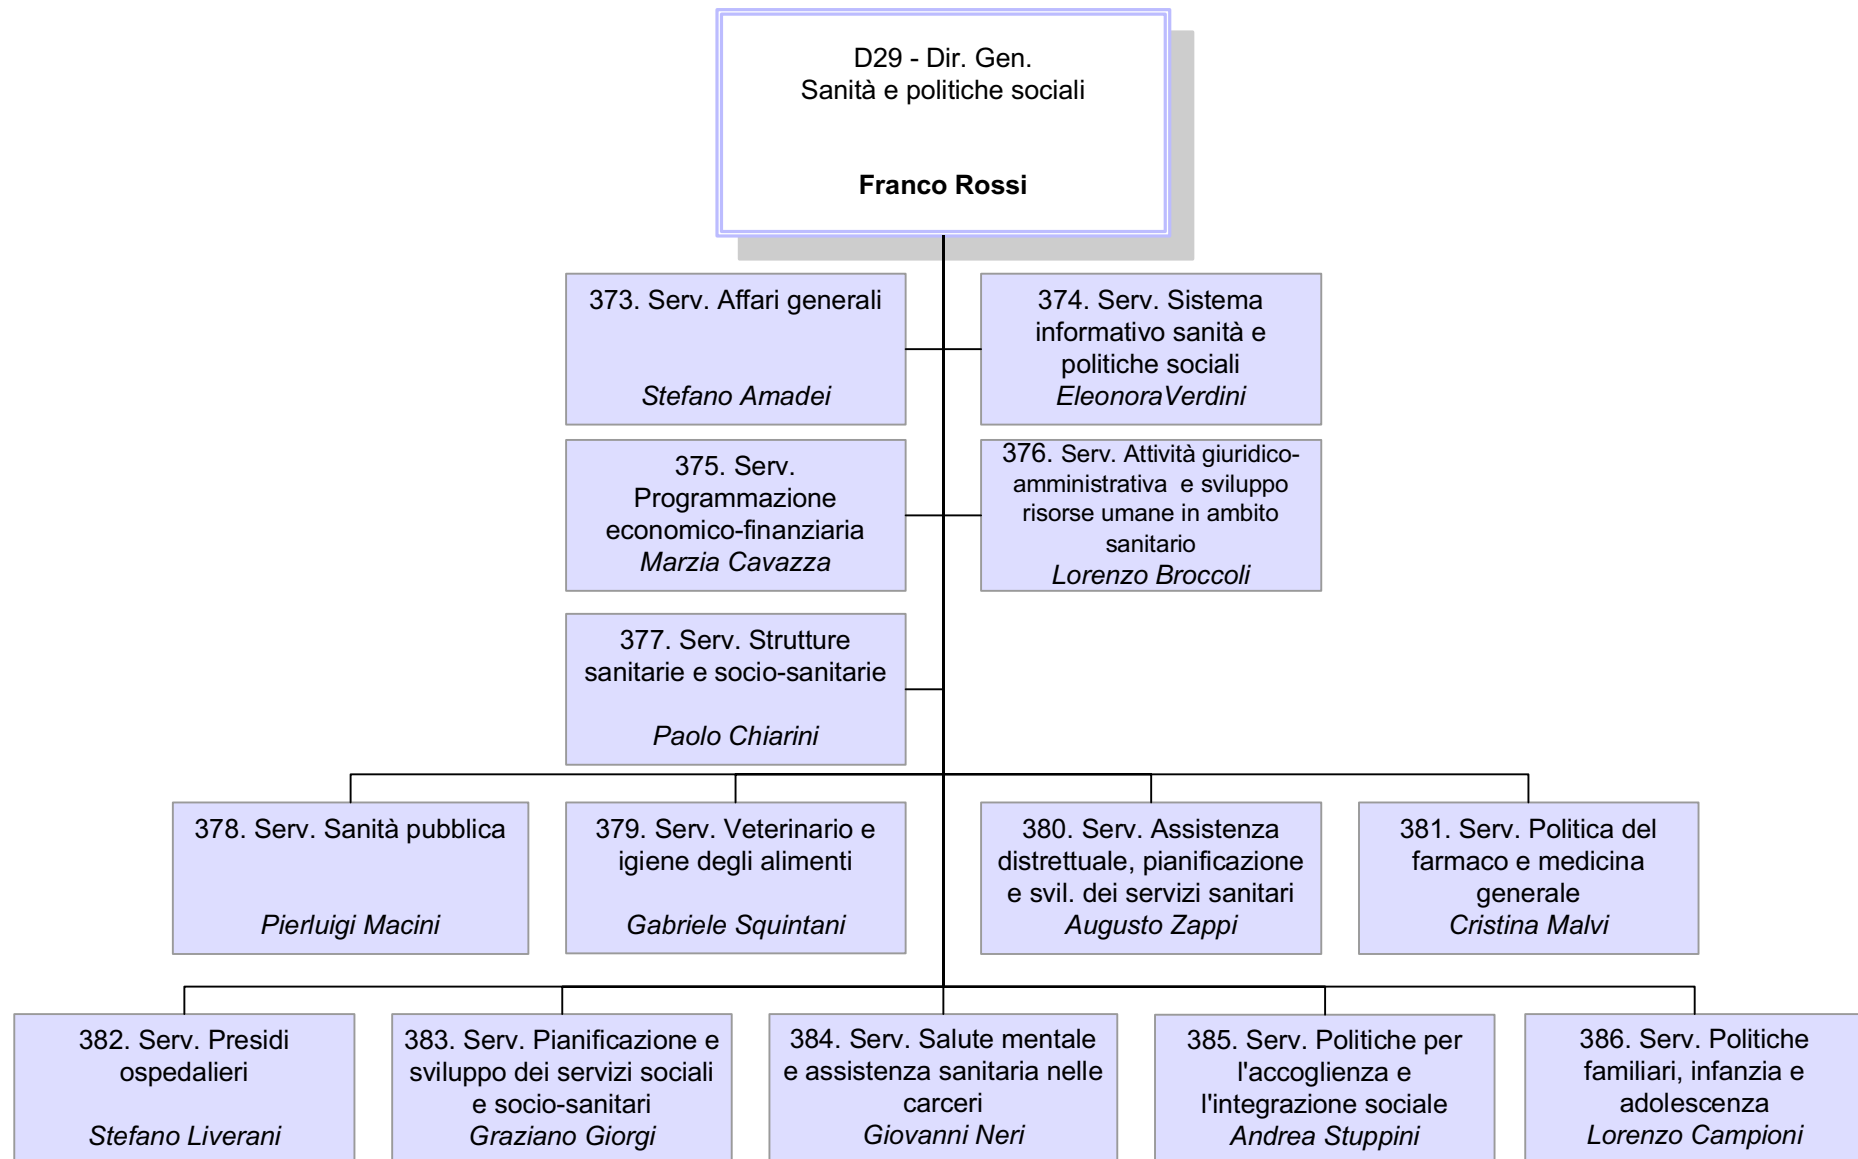 D29 - Dir. Gen.
Sanità e politiche sociali
Franco Rossi
373. Serv. Affari generali
Stefano Amadei
374. Serv. Sistema
informativo sanità e
politiche sociali
EleonoraVerdini
375. Serv.
Programmazione
economico-finanziaria
Marzia Cavazza
376. Serv. Attività giuridico-
amministrativa  e sviluppo
risorse umane in ambito
sanitario
Lorenzo Broccoli
377. Serv. Strutture
sanitarie e socio-sanitarie
Paolo Chiarini
378. Serv. Sanità pubblica
Pierluigi Macini
379. Serv. Veterinario e
igiene degli alimenti
Gabriele Squintani
380. Serv. Assistenza
distrettuale, pianificazione
e svil. dei servizi sanitari
Augusto Zappi
381. Serv. Politica del
farmaco e medicina
generale
Cristina Malvi
382. Serv. Presidi
ospedalieri
Stefano Liverani
383. Serv. Pianificazione e
sviluppo dei servizi sociali
e socio-sanitari
Graziano Giorgi
384. Serv. Salute mentale
e assistenza sanitaria nelle
carceri
Giovanni Neri
385. Serv. Politiche per
l'accoglienza e
l'integrazione sociale
Andrea Stuppini
386. Serv. Politiche
familiari, infanzia e
adolescenza
Lorenzo Campioni